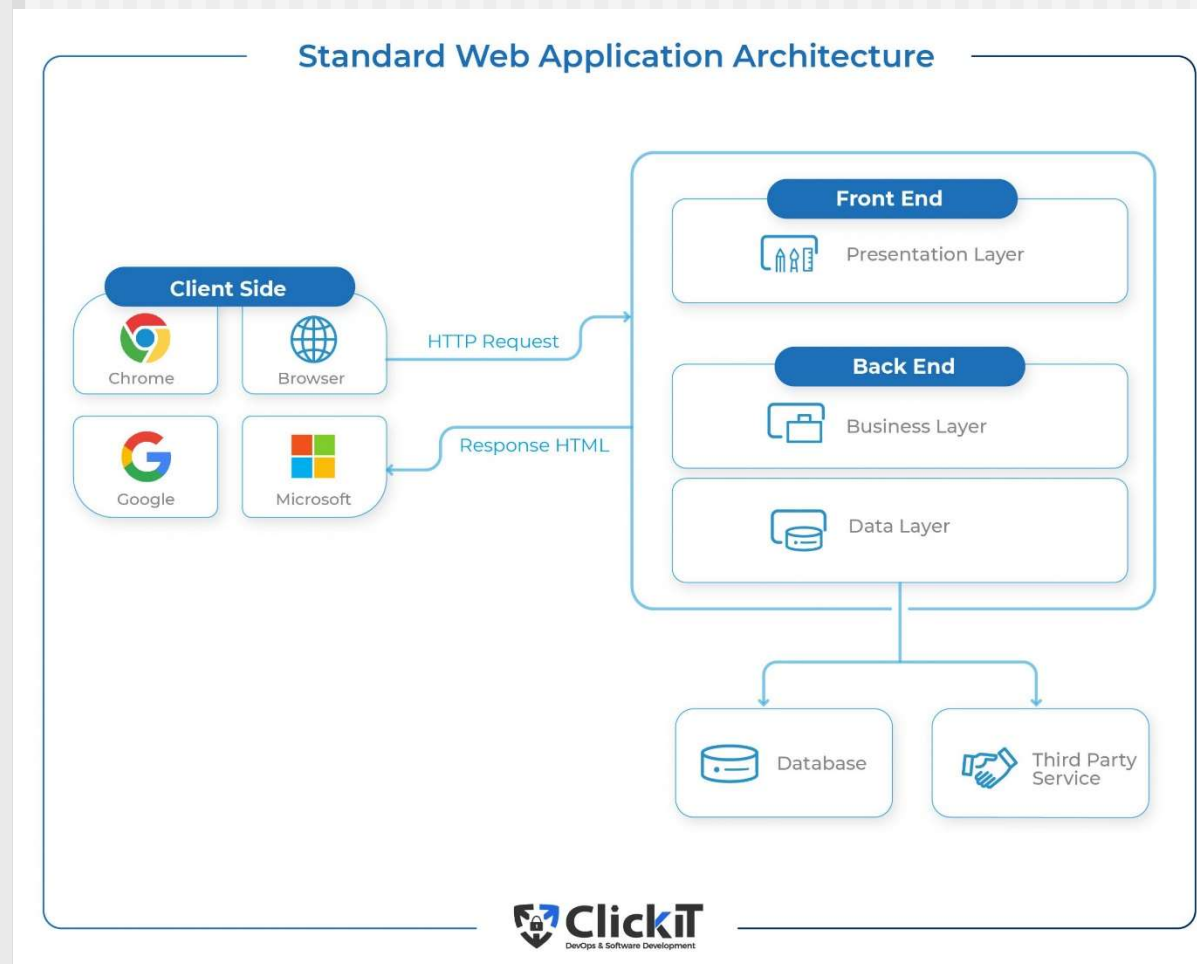 Standard Web Application Architecture
Client Side
Chrome
Browser
Google
Microsoft
HTTP Request
Response HTML
Front End
Presentation Layer
Back End
Business Layer
Data Layer
Database
Third Party
Service
ClickiT
DevOps & Software Development